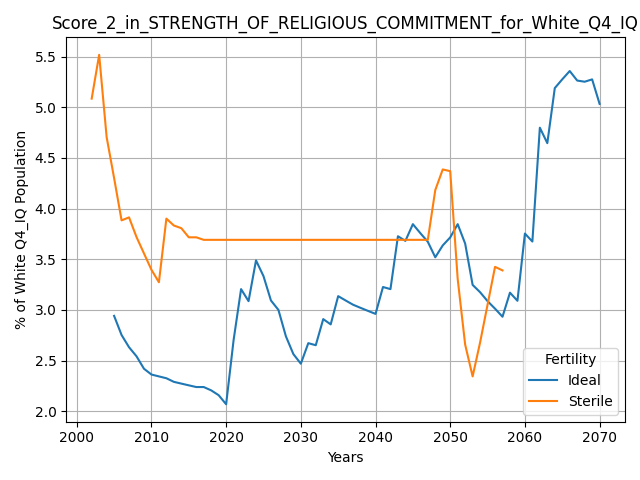 Score_2_in_STRENGTH_OF_RELIGIOUS_COMMITMENT_for_White_Q4_IQ
% of White Q4_IQ Population
5.5
5.0
4.5
4.0
3.5
3.0
2.5
2.0
Fertility
Ideal
Sterile
2000 2010 2020 2030 2040 2050 2060 2070
Years